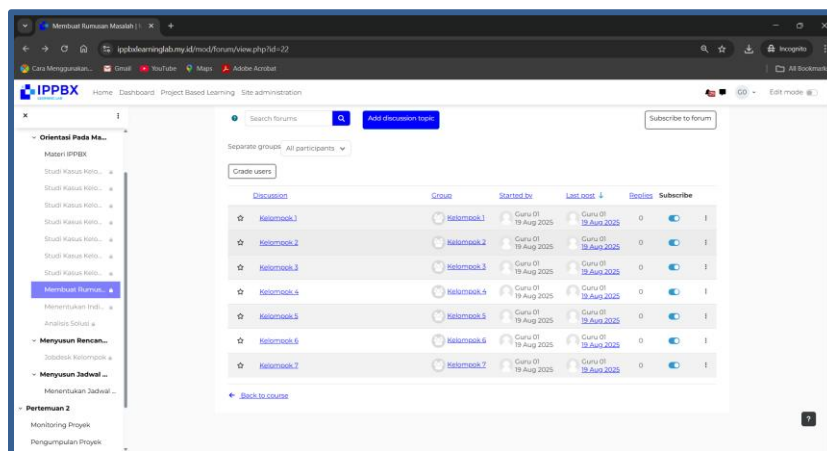 Membuat Rumusan Masalah | I
ippbxlearninglab.my.id/mod/forum/view.php?id=22
Incognito
Cara Menggunakan... Gmail YouTube Maps Adobe Acrobat
All Bookmark
IPPBX Home Dashboard Project Based Learning Site administration
G0 Edit mode
Search forums Add discussion topic Subscribe to forum
Orientasi Pada Ma...
Separate groups All participants
Materi IPPBX
Grade users
Studi Kasus Kelo...
Studi Kasus Kelo...
Studi Kasus Kelo...
Studi Kasus Kelo...
Studi Kasus Kelo...
Studi Kasus Kelo...
Studi Kasus Kelo...
Membuat Rumus...
Menentukan Indi...
Analisis Solusi
Menyusun Rencan...
Jobdesk Kelompok
Menyusun Jadwal ...
Menentukan Jadwal ...
Pertemuan 2
Monitoring Proyek
Pengumpulan Proyek
Discussion Group Started by Last post Replies Subscribe
Kelompok 1 Kelompok 1 Guru 01 19 Aug 2025 Guru 01 19 Aug 2025 0
Kelompok 2 Kelompok 2 Guru 01 19 Aug 2025 Guru 01 19 Aug 2025 0
Kelompok 3 Kelompok 3 Guru 01 19 Aug 2025 Guru 01 19 Aug 2025 0
Kelompok 4 Kelompok 4 Guru 01 19 Aug 2025 Guru 01 19 Aug 2025 0
Kelompok 5 Kelompok 5 Guru 01 19 Aug 2025 Guru 01 19 Aug 2025 0
Kelompok 6 Kelompok 6 Guru 01 19 Aug 2025 Guru 01 19 Aug 2025 0
Kelompok 7 Kelompok 7 Guru 01 19 Aug 2025 Guru 01 19 Aug 2025 0
Back to course
?